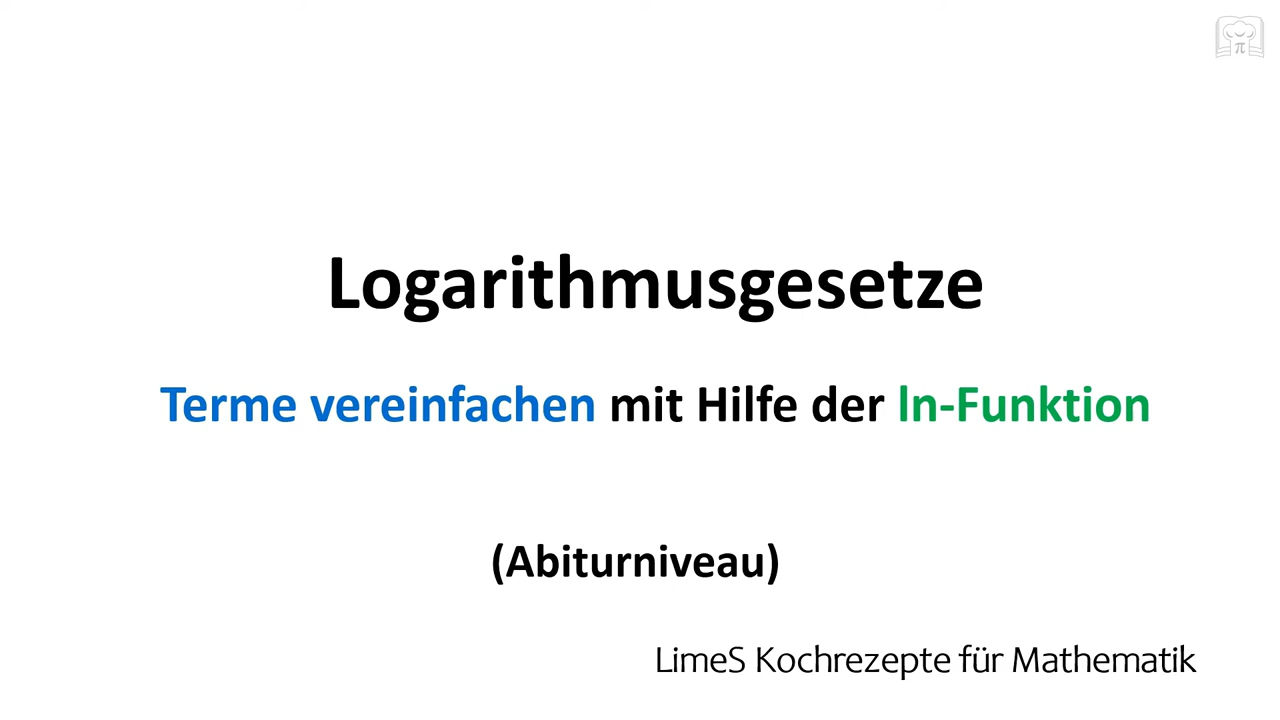 Logarithmusgesetze
Terme vereinfachen mit Hilfe der ln-Funktion
(Abiturniveau)
LimeS Kochrezepte für Mathematik
π